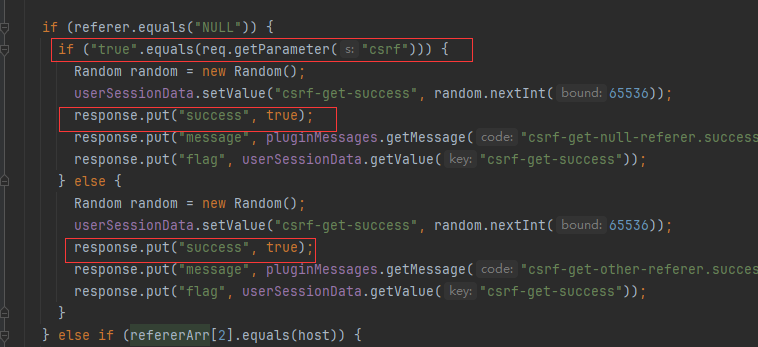 if (referer.equals("NULL")) {
if ("true".equals(req.getParameter( s: "csrf"))) {
Random random = new Random();
userSessionData.setValue("csrf-get-success", random.nextInt( bound: 65536));
response.put("success", true);
response.put("message", pluginMessages.getMessage( code: "csrf-get-null-referer.success
response.put("flag", userSessionData.getValue( key: "csrf-get-success"));
} else {
Random random = new Random();
userSessionData.setValue("csrf-get-success", random.nextInt( bound: 65536));
response.put("success", true);
response.put("message", pluginMessages.getMessage( code: "csrf-get-other-referer.succes
response.put("flag", userSessionData.getValue( key: "csrf-get-success"));
}
} else if (refererArr[2].equals(host)) {